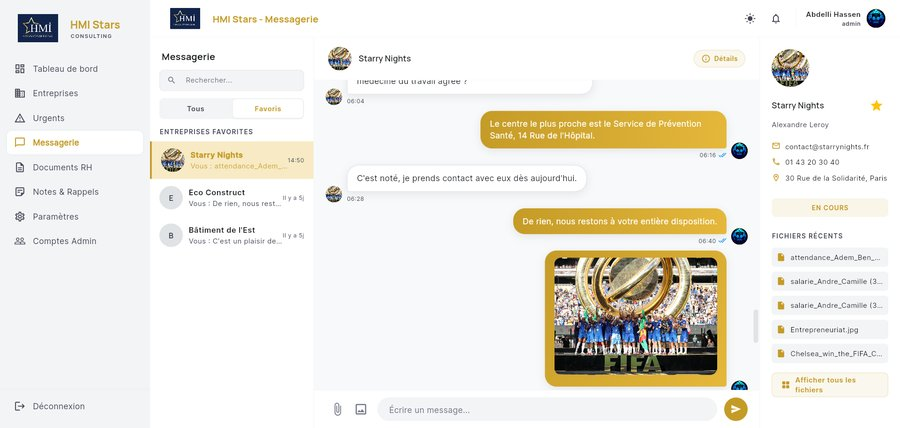 HMI
HMI Stars
CONSULTING
Tableau de bord
Entreprises
Urgents
Messagerie
Documents RH
Notes & Rappels
Paramètres
Comptes Admin
Déconnexion
HMI
HMI Stars - Messagerie
Abdelli Hassen
admin
Messagerie
Rechercher...
Tous
Favoris
ENTREPRISES FAVORITES
Starry Nights
14:50
Vous : attendance_Adem_...
E
Eco Construct
Vous : De rien, nous rest...
Il y a 5j
B
Bâtiment de l'Est
Vous : C'est un plaisir de...
Il y a 5j
Starry Nights
Détails
médecine du travail agréé ?
06:04
Le centre le plus proche est le Service de Prévention
Santé, 14 Rue de l'Hôpital.
06:16
C'est noté, je prends contact avec eux dès aujourd'hui.
06:28
De rien, nous restons à votre entière disposition.
06:40
FIFA
Écrire un message...
Starry Nights
Alexandre Leroy
contact@starrynights.fr
01 43 20 30 40
30 Rue de la Solidarité, Paris
EN COURS
FICHIERS RÉCENTS
attendance_Adem_Ben_...
salarie_Andre_Camille (3...
salarie_Andre_Camille (3...
Entrepreneuriat.jpg
Chelsea_win_the_FIFA_C...
Afficher tous les
fichiers